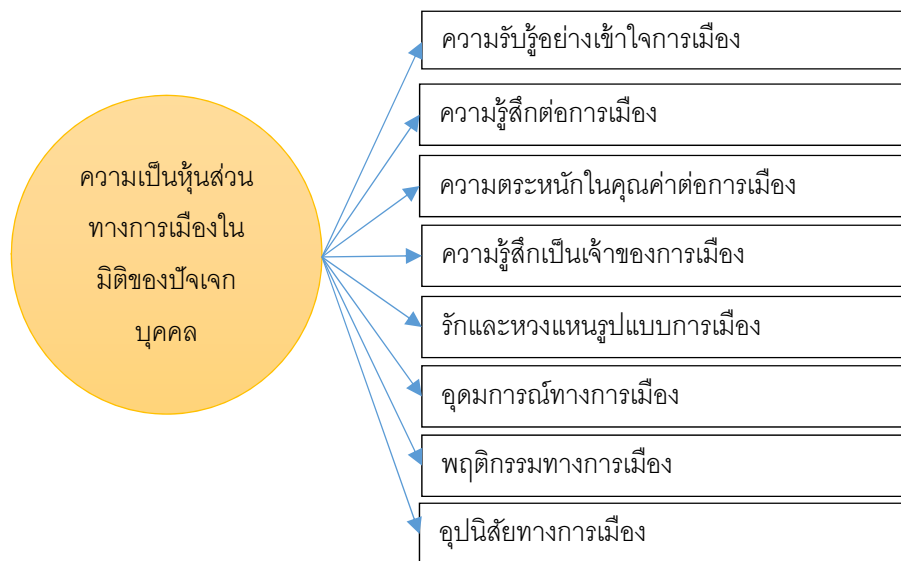 ความเป็นหุ้นส่วน
ทางการเมืองใน
มิติของปัจเจก
บุคคล
ความรับรู้อย่างเข้าใจการเมือง
ความรู้สึกต่อการเมือง
ความตระหนักในคุณค่าต่อการเมือง
ความรู้สึกเป็นเจ้าของการเมือง
รักและหวงแหนรูปแบบการเมือง
อุดมการณ์ทางการเมือง
พฤติกรรมทางการเมือง
อุปนิสัยทางการเมือง